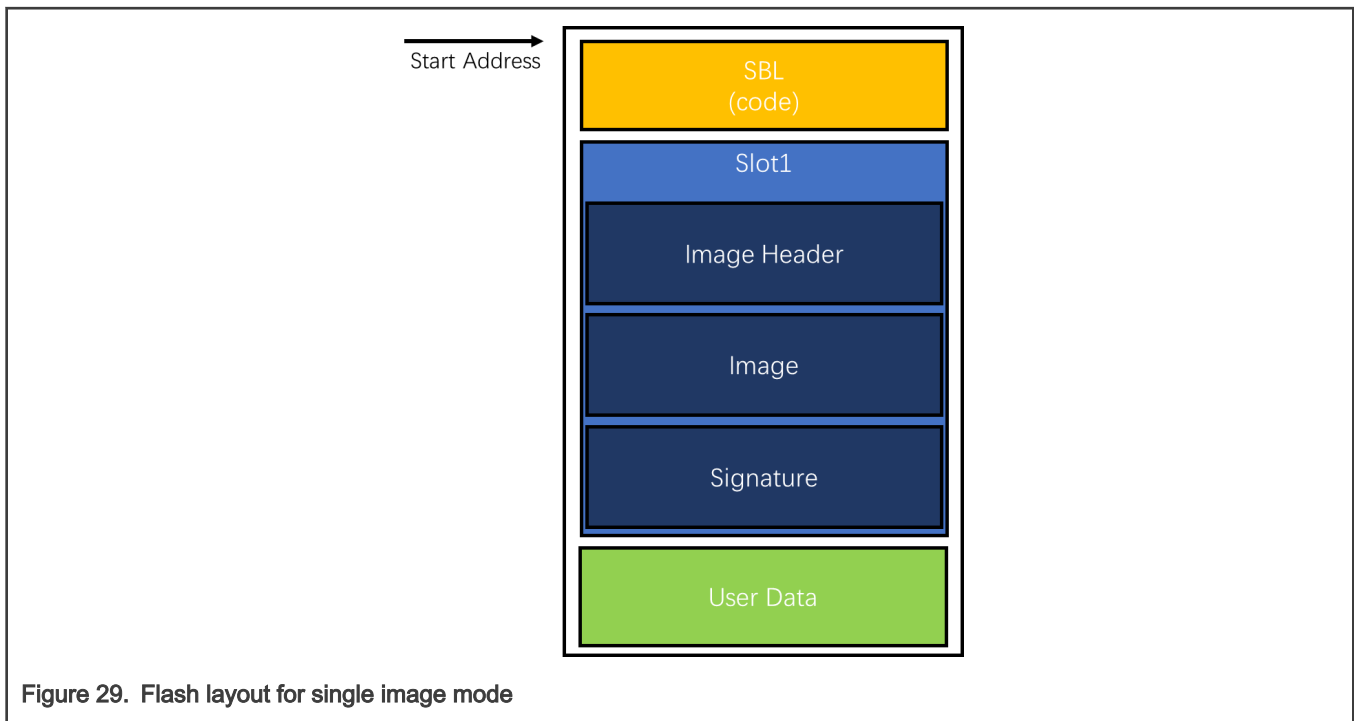 Start Address
SBL
(code)
Slot1
Image Header
Image
Signature
User Data
Figure 29. Flash layout for single image mode